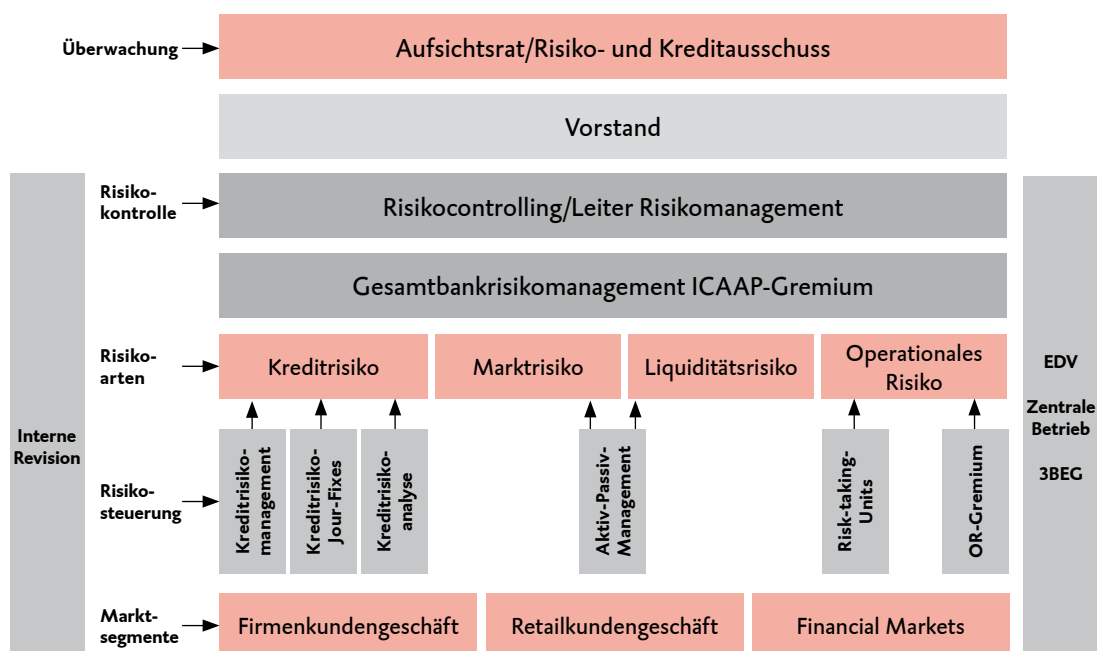 Überwachung
Aufsichtsrat/Risiko- und Kreditausschuss
Vorstand
Risiko-
kontrolle
Risikocontrolling/Leiter Risikomanagement
Gesamtbankrisikomanagement ICAAP-Gremium
Risiko-
arten
Kreditrisiko
Marktrisiko
Liquiditätsrisiko
Operationales
Risiko
Interne
Revision
EDV
Zentrale
Betrieb
3BEG
Risiko-
steuerung
Kreditrisiko-
management
Kreditrisiko-
Jour-Fixes
Kreditrisiko-
analyse
Aktiv-Passiv-
Management
Risk-taking-
Units
OR-Gremium
Markt-
segmente
Firmenkundengeschäft
Retailkundengeschäft
Financial Markets